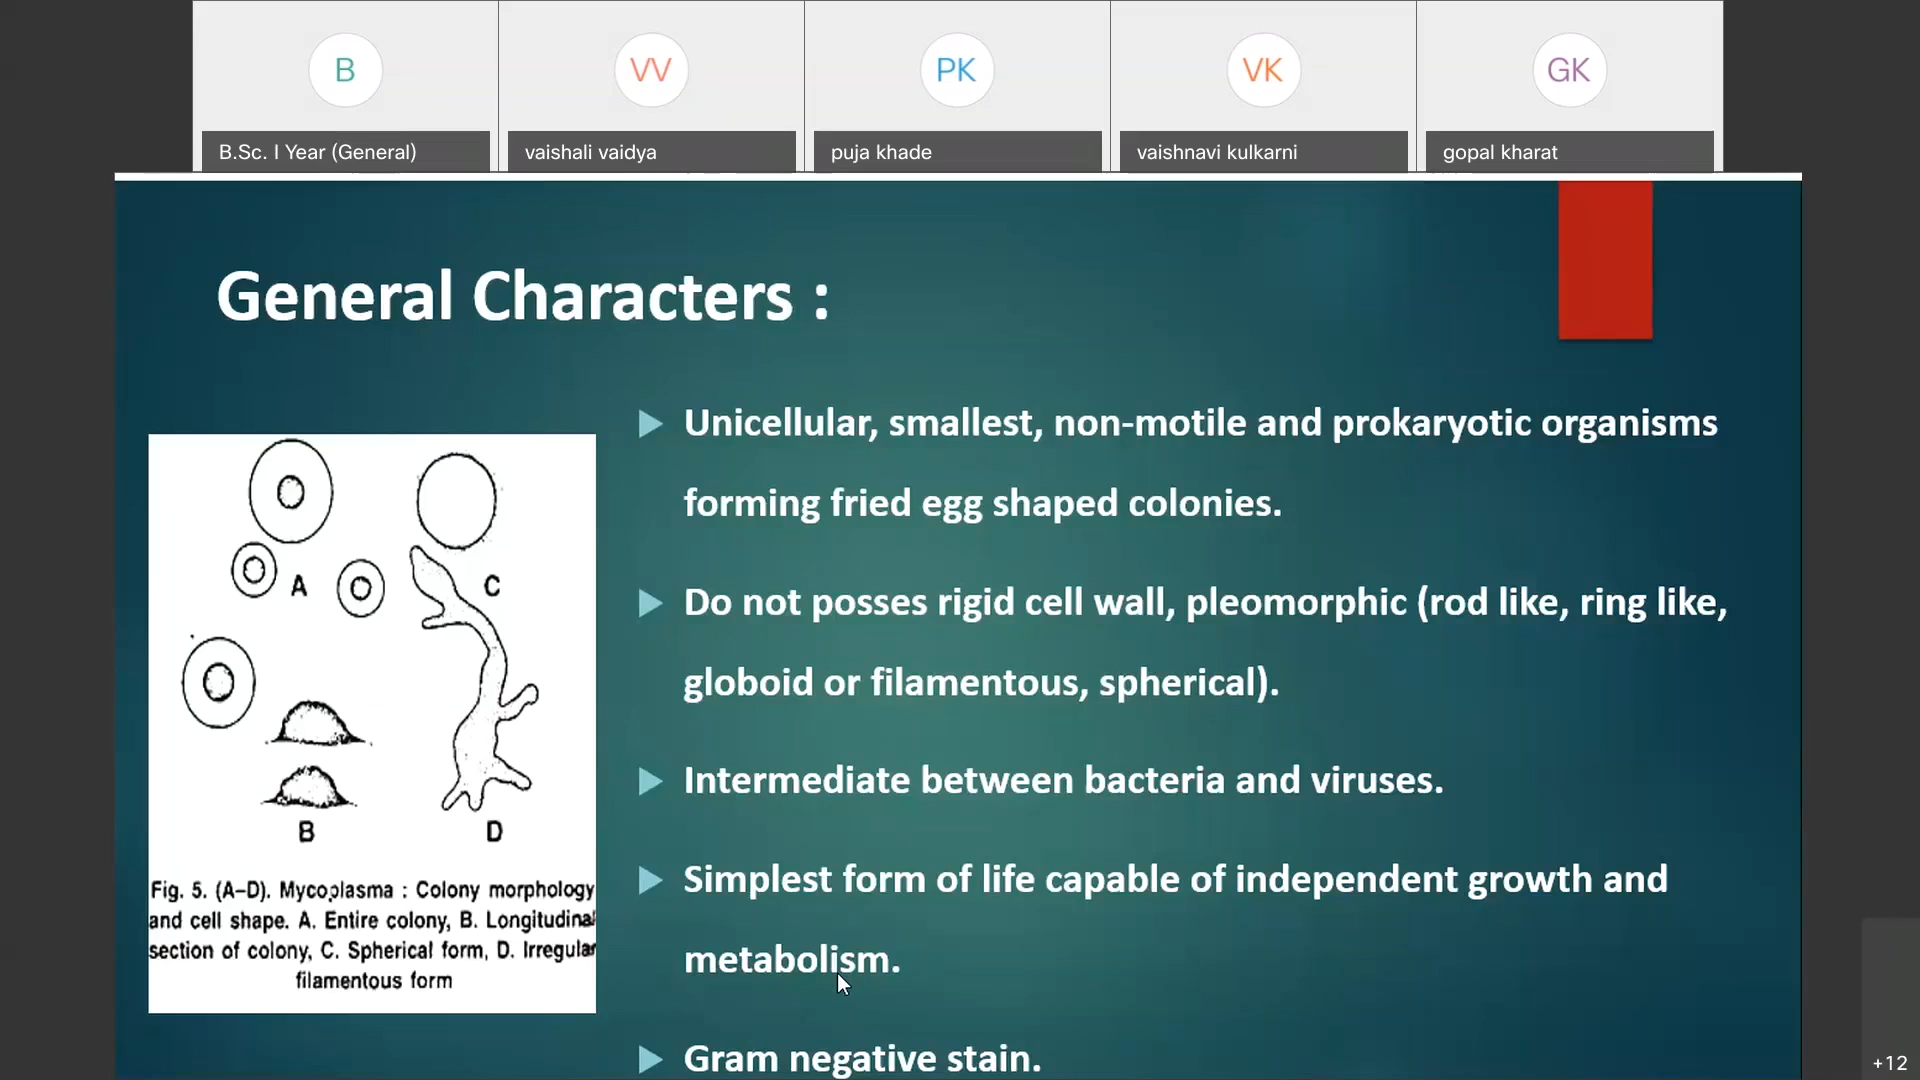 B
VV
PK
VK
GK
B.Sc. I Year (General)
vaishali vaidya
puja khade
vaishnavi kulkarni
gopal kharat
General Characters :
Unicellular, smallest, non-motile and prokaryotic organisms
forming fried egg shaped colonies.
Do not posses rigid cell wall, pleomorphic (rod like, ring like,
globoid or filamentous, spherical).
Intermediate between bacteria and viruses.
Simplest form of life capable of independent growth and
metabolism.
Gram negative stain.
A
C
B
D
Fig. 5. (A–D). Mycoplasma : Colony morphology
and cell shape. A. Entire colony, B. Longitudinal
section of colony, C. Spherical form, D. Irregular
filamentous form
+12